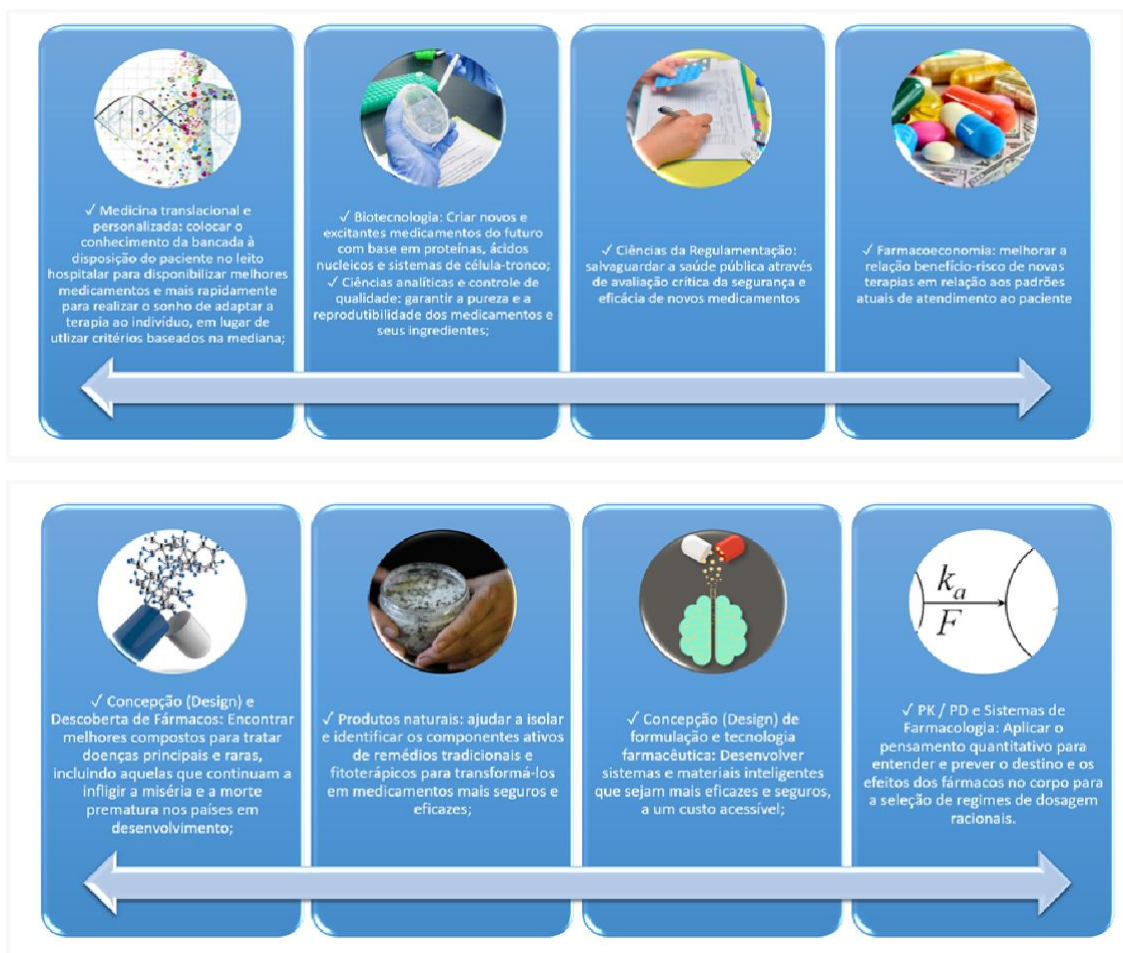 ✓ Medicina translacional e
personalizada: colocar o
conhecimento da bancada à
disposição do paciente no leito
hospitalar para disponibilizar melhores
medicamentos e mais rapidamente
para realizar o sonho de adaptar a
terapia ao indivíduo, em lugar de
utlizar critérios baseados na mediana;
✓ Biotecnologia: Criar novos e
excitantes medicamentos do futuro
com base em proteínas, ácidos
nucleicos e sistemas de célula-tronco;
✓ Ciências analíticas e controle de
qualidade: garantir a pureza e a
reprodutibilidade dos medicamentos e
seus ingredientes;
✓ Ciências da Regulamentação:
salvaguardar a saúde pública através
de avaliação crítica da segurança e
eficácia de novos medicamentos
✓ Farmacoeconomia: melhorar a
relação benefício-risco de novas
terapias em relação aos padrões
atuais de atendimento ao paciente
✓ Concepção (Design) e
Descoberta de Fármacos: Encontrar
melhores compostos para tratar
doenças principais e raras,
incluindo aquelas que continuam a
infligir a miséria e a morte
prematura nos países em
desenvolvimento;
✓ Produtos naturais: ajudar a isolar
e identificar os componentes ativos
de remédios tradicionais e
fitoterápicos para transformá-los
em medicamentos mais seguros e
eficazes;
✓ Concepção (Design) de
formulação e tecnologia
farmacêutica: Desenvolver
sistemas e materiais inteligentes
que sejam mais eficazes e seguros,
a um custo acessível;
k_a
F
✓ PK / PD e Sistemas de
Farmacologia: Aplicar o
pensamento quantitativo para
entender e prever o destino e os
efeitos dos fármacos no corpo para
a seleção de regimes de dosagem
racionais.